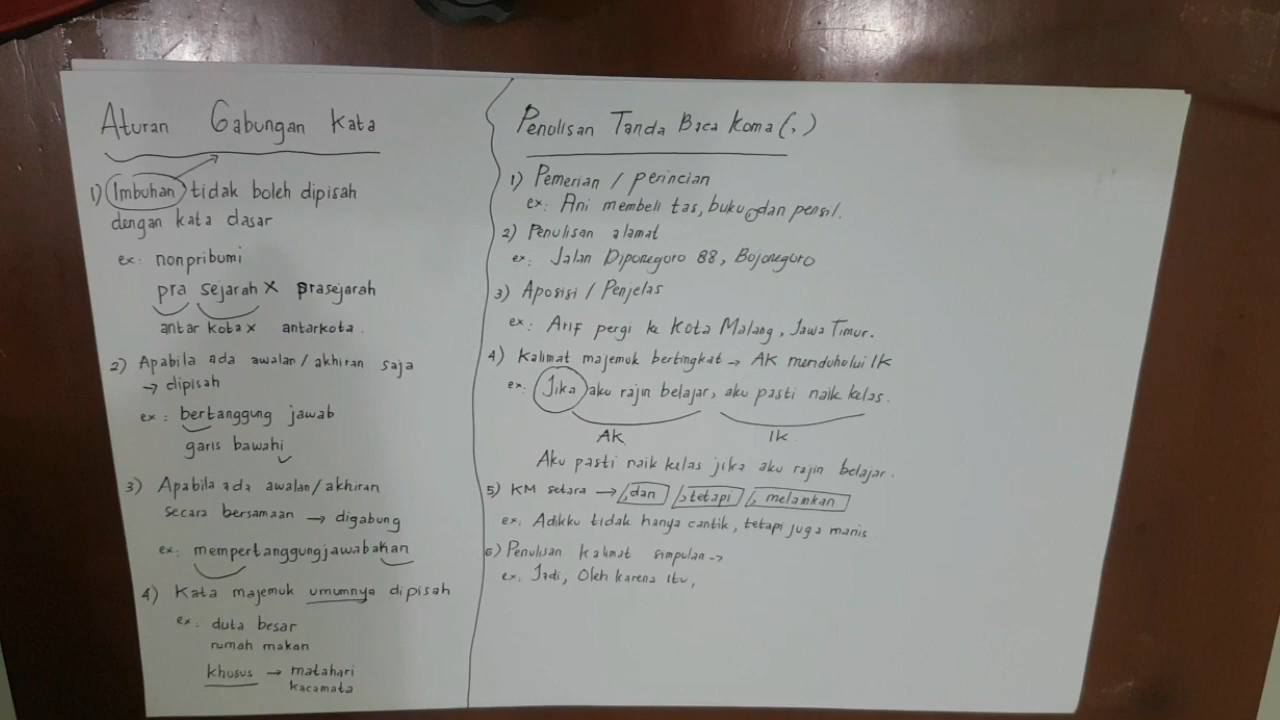 Aturan Gabungan Kata
1) Imbuhan tidak boleh dipisah
dengan kata dasar
ex: nonpribumi
pra sejarah X prasejarah
antar kota X antarkota.
2) Apabila ada awalan/akhiran saja
→ dipisah
ex: bertanggung jawab
garis bawahi
3) Apabila ada awalan/akhiran
secara bersamaan → digabung
ex: mempertanggungjawabakan
4) Kata majemuk umumnya dipisah
ex: duta besar
rumah makan
khusus → matahari
kacamata
Penulisan Tanda Baca Koma (,)
1) Pemerian / perincian
ex: Ani membeli tas, buku, dan pensil.
2) Penulisan alamat
ex: Jalan Diponegoro 88, Bojonegoro
3) Aposisi / Penjelas
ex: Arif pergi ke Kota Malang, Jawa Timur.
4) Kalimat majemuk bertingkat → AK menduhului IK
ex: Jika aku rajin belajar, aku pasti naik kelas.
AK IK
Aku pasti naik kelas jika aku rajin belajar.
5) KM setara → , dan , tetapi , melainkan
ex: Adikku tidak hanya cantik, tetapi juga manis
6) Penulisan kalimat simpulan →
ex: Jadi, Oleh karena itu,